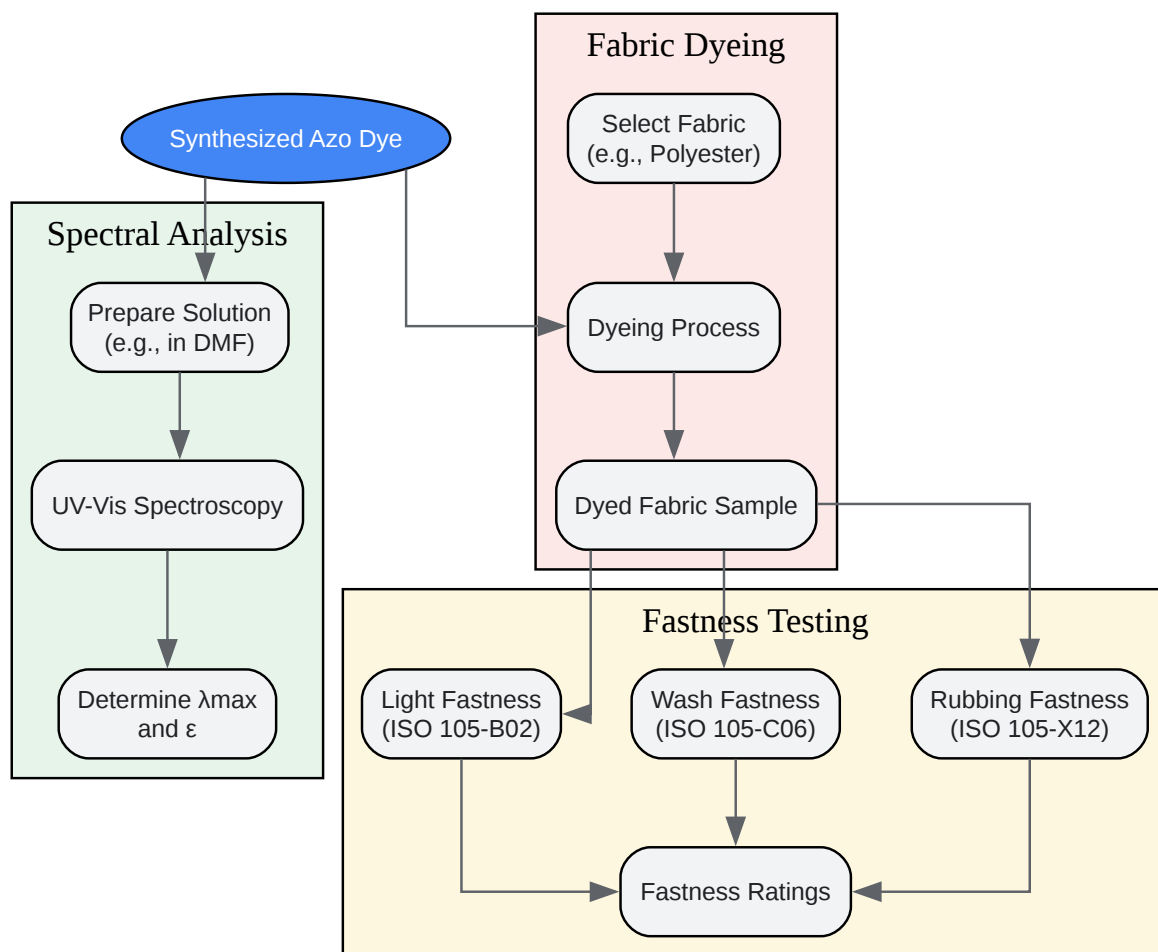 Fabric Dyeing
Synthesized Azo Dye
Select Fabric
(e.g., Polyester)
Spectral Analysis
Prepare Solution
(e.g., in DMF)
Dyeing Process
UV-Vis Spectroscopy
Dyed Fabric Sample
Fastness Testing
Determine λmax
and ε
Light Fastness
(ISO 105-B02)
Wash Fastness
(ISO 105-C06)
Rubbing Fastness
(ISO 105-X12)
Fastness Ratings